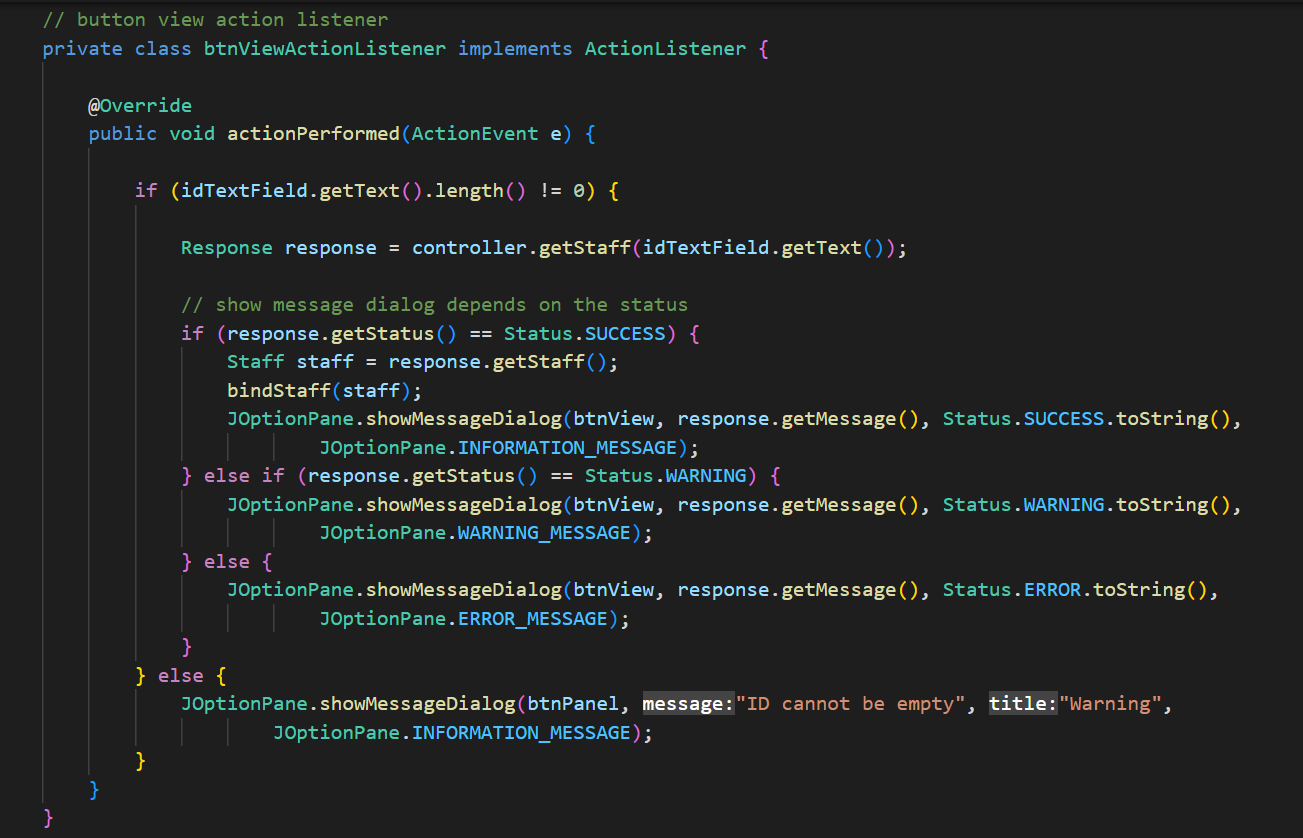 // button view action listener
private class btnViewActionListener implements ActionListener {
@Override
public void actionPerformed(ActionEvent e) {
if (idTextField.getText().length() != 0) {
Response response = controller.getStaff(idTextField.getText());
// show message dialog depends on the status
if (response.getStatus() == Status.SUCCESS) {
Staff staff = response.getStaff();
bindStaff(staff);
JOptionPane.showMessageDialog(btnView, response.getMessage(), Status.SUCCESS.toString(),
JOptionPane.INFORMATION_MESSAGE);
} else if (response.getStatus() == Status.WARNING) {
JOptionPane.showMessageDialog(btnView, response.getMessage(), Status.WARNING.toString(),
JOptionPane.WARNING_MESSAGE);
} else {
JOptionPane.showMessageDialog(btnView, response.getMessage(), Status.ERROR.toString(),
JOptionPane.ERROR_MESSAGE);
}
} else {
JOptionPane.showMessageDialog(btnPanel, message:"ID cannot be empty", title:"Warning",
JOptionPane.INFORMATION_MESSAGE);
}
}
}